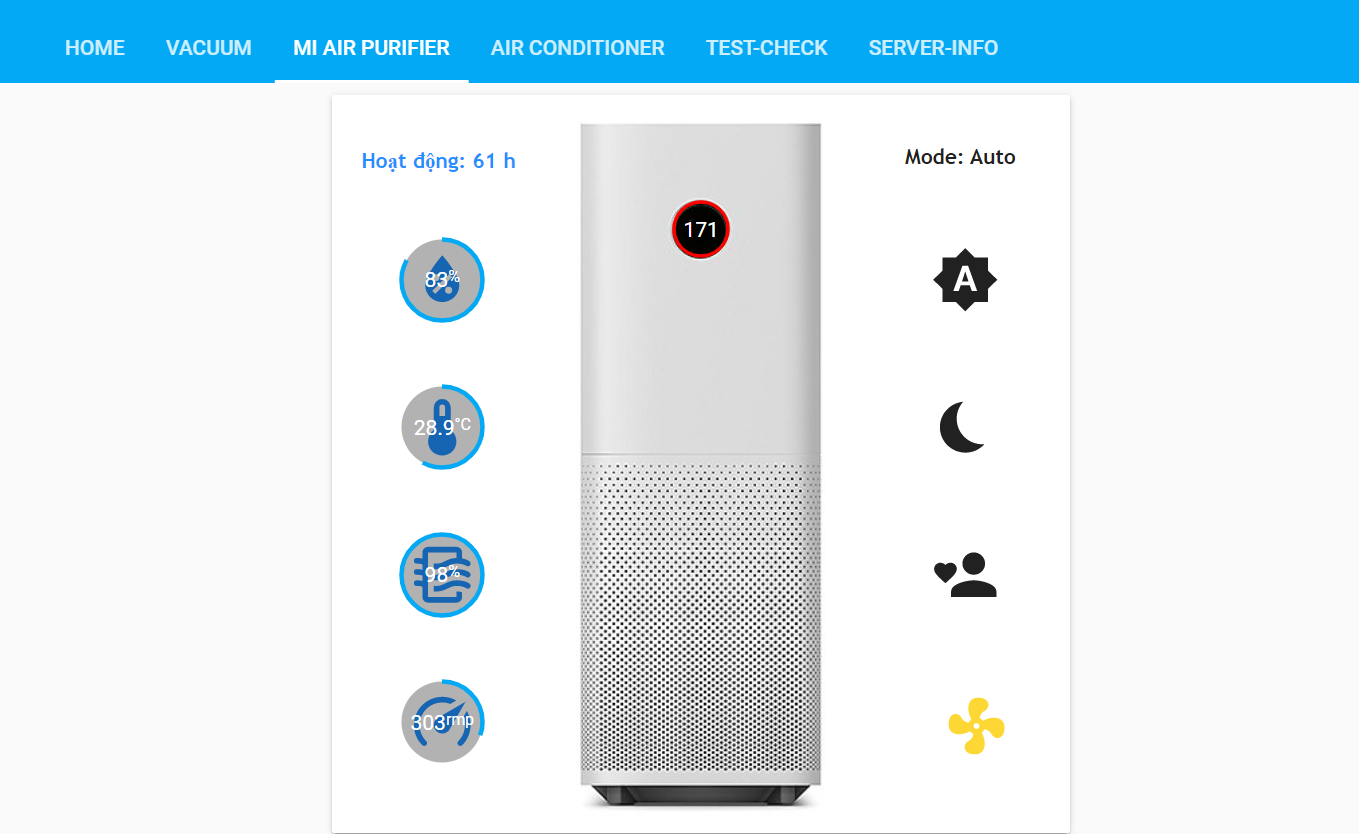 HOME VACUUM MI AIR PURIFIER AIR CONDITIONER TEST-CHECK SERVER-INFO
Hoạt động: 61 h
Mode: Auto
171
83%
A
28.9°C
98%
303rmp